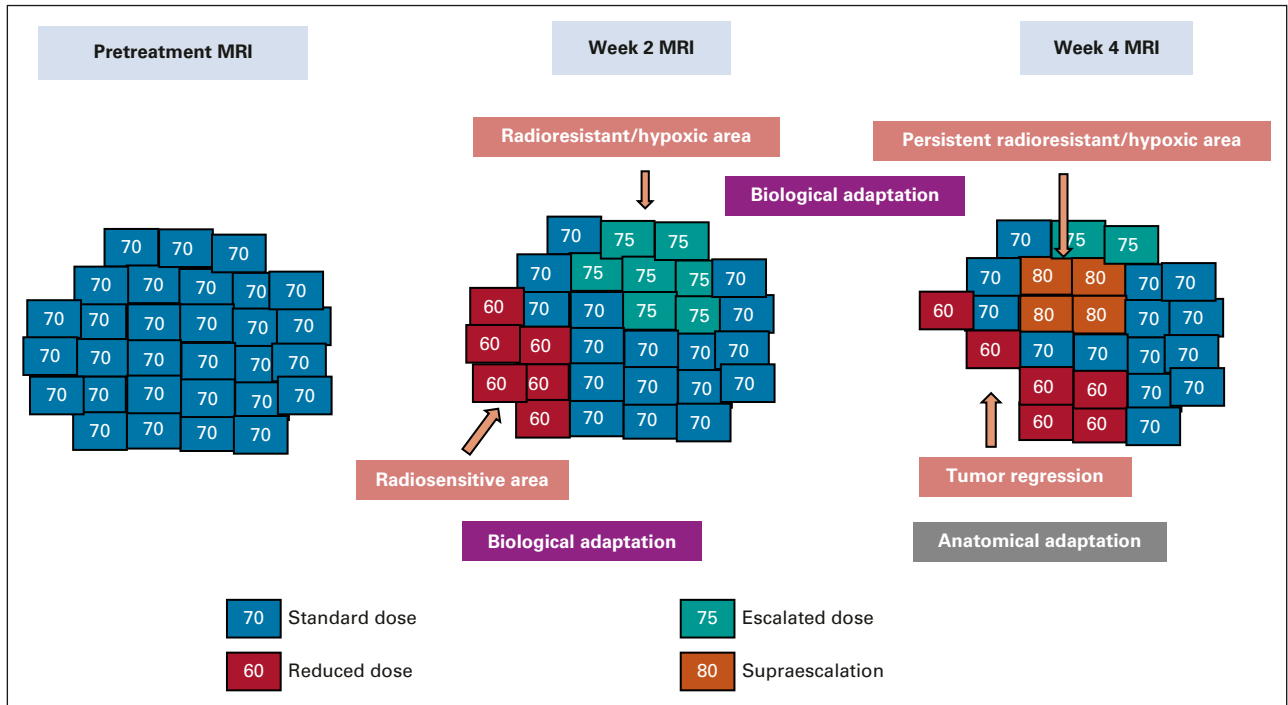 Pretreatment MRI
Week 2 MRI
Week 4 MRI
70 70 70
70 70 70 70 70
70 70 70 70 70 70
70 70 70 70 70 70
70 70 70 70 70 70
70 70 70 70
Radioresistant/hypoxic area
Biological adaptation
70 75 75
70 75 75 75 70
60 70 70 75 75 70
60 60 70 70 70 70
60 60 70 70 70 70
60 70 70 70
Radiosensitive area
Biological adaptation
Persistent radioresistant/hypoxic area
70 75 75
70 80 80 70 70
60 70 80 80 70 70
60 70 70 70 70
60 60 70 70
60 60 70
Tumor regression
Anatomical adaptation
70 Standard dose
60 Reduced dose
75 Escalated dose
80 Supraescalation